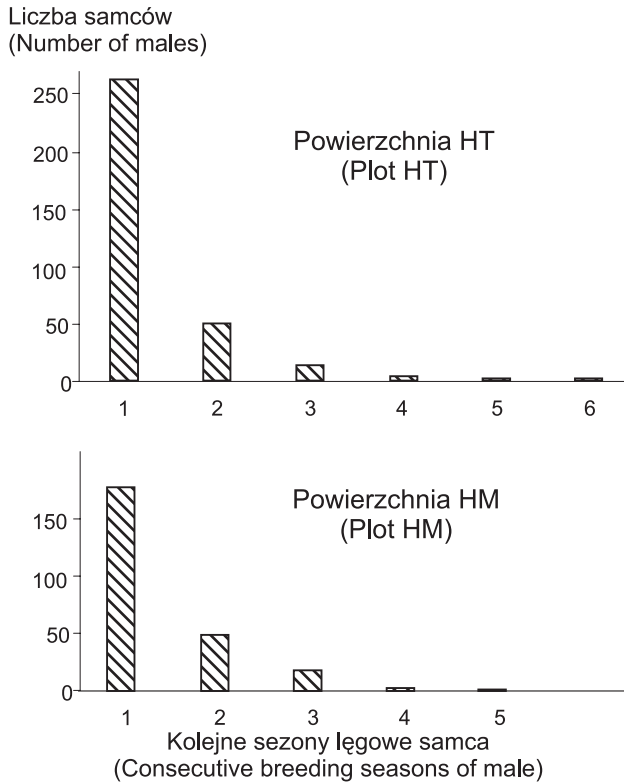 Liczba samców
(Number of males)
250
200
150
100
50
0
Powierzchnia HT
(Plot HT)
1 2 3 4 5 6
150
100
50
0
Powierzchnia HM
(Plot HM)
1 2 3 4 5
Kolejne sezony lęgowe samca
(Consecutive breeding seasons of male)